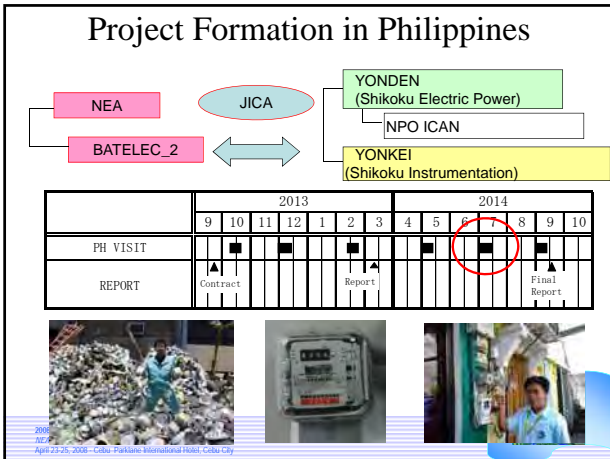 Project Formation in Philippines
NEA
BATELEC_2
JICA
YONDEN
(Shikoku Electric Power)
NPO ICAN
YONKEI
(Shikoku Instrumentation)
2013 2014
9 10 11 12 1 2 3 4 5 6 7 8 9 10
PH VISIT
REPORT
Contract
Report
Final
Report
2008
NEA
April 23-25, 2008 - Cebu Parklane International Hotel, Cebu City